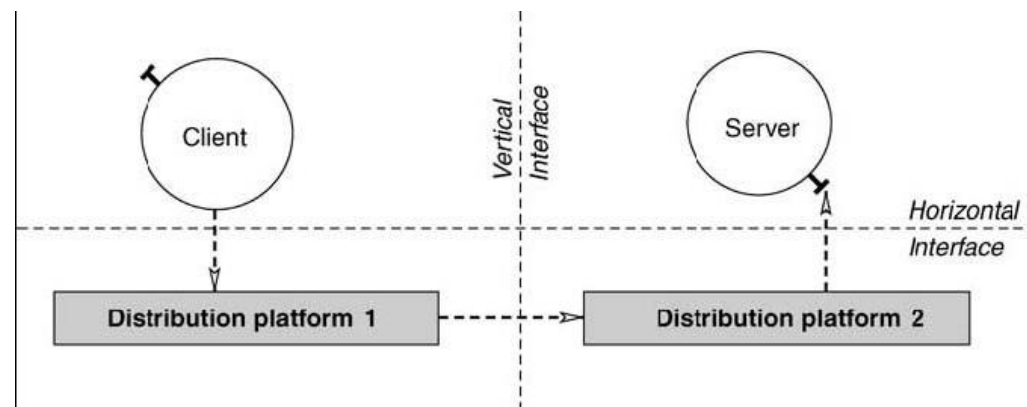 Client
Vertical
Interface
Server
Horizontal
Interface
Distribution platform 1
Distribution platform 2